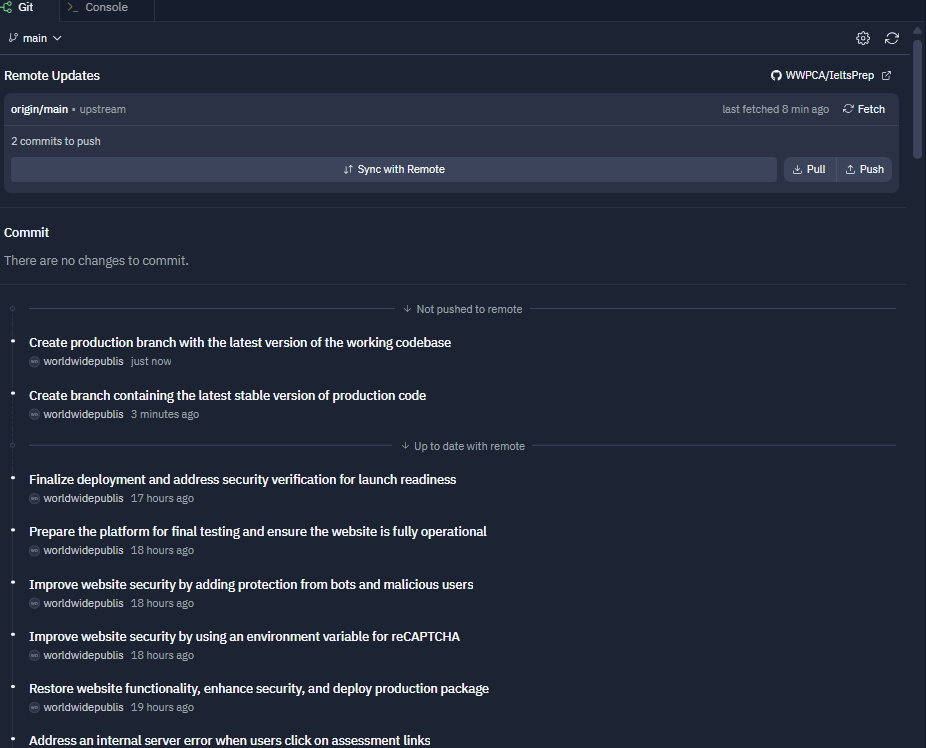 Git
Console
main
Remote Updates
WWPCA/IeltsPrep
origin/main • upstream
last fetched 8 min ago
Fetch
2 commits to push
Sync with Remote
Pull
Push
Commit
There are no changes to commit.
Not pushed to remote
Create production branch with the latest version of the working codebase
worldwidepublis just now
Create branch containing the latest stable version of production code
worldwidepublis 3 minutes ago
Up to date with remote
Finalize deployment and address security verification for launch readiness
worldwidepublis 17 hours ago
Prepare the platform for final testing and ensure the website is fully operational
worldwidepublis 18 hours ago
Improve website security by adding protection from bots and malicious users
worldwidepublis 18 hours ago
Improve website security by using an environment variable for reCAPTCHA
worldwidepublis 18 hours ago
Restore website functionality, enhance security, and deploy production package
worldwidepublis 19 hours ago
Address an internal server error when users click on assessment links